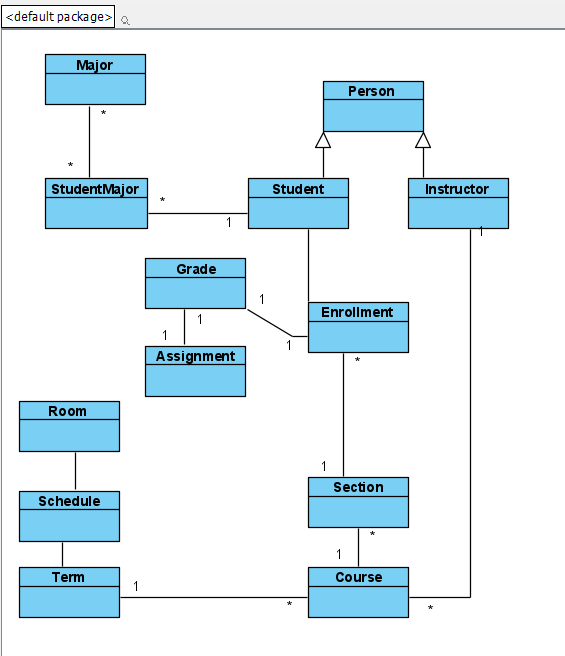 <default package>
Major
Person
*
*
StudentMajor
Student
Instructor
*
1
1
Grade
1
Enrollment
1
1
1
Assignment
*
Room
1
Section
Schedule
*
1
Term
Course
1
*
*